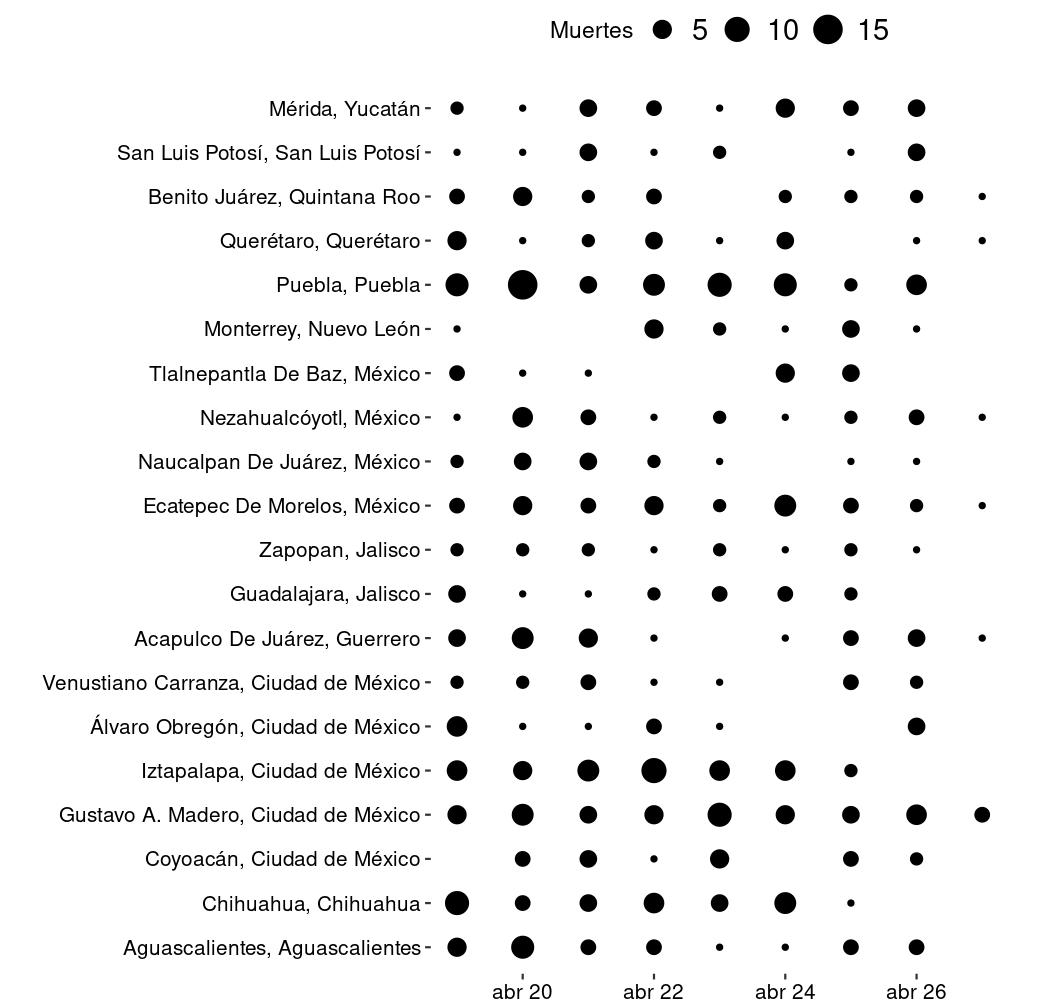 Muertes 5 10 15
Mérida, Yucatán
San Luis Potosí, San Luis Potosí
Benito Juárez, Quintana Roo
Querétaro, Querétaro
Puebla, Puebla
Monterrey, Nuevo León
Tlalnepantla De Baz, México
Nezahualcóyotl, México
Naucalpan De Juárez, México
Ecatepec De Morelos, México
Zapopan, Jalisco
Guadalajara, Jalisco
Acapulco De Juárez, Guerrero
Venustiano Carranza, Ciudad de México
Álvaro Obregón, Ciudad de México
Iztapalapa, Ciudad de México
Gustavo A. Madero, Ciudad de México
Coyoacán, Ciudad de México
Chihuahua, Chihuahua
Aguascalientes, Aguascalientes
abr 20 abr 22 abr 24 abr 26